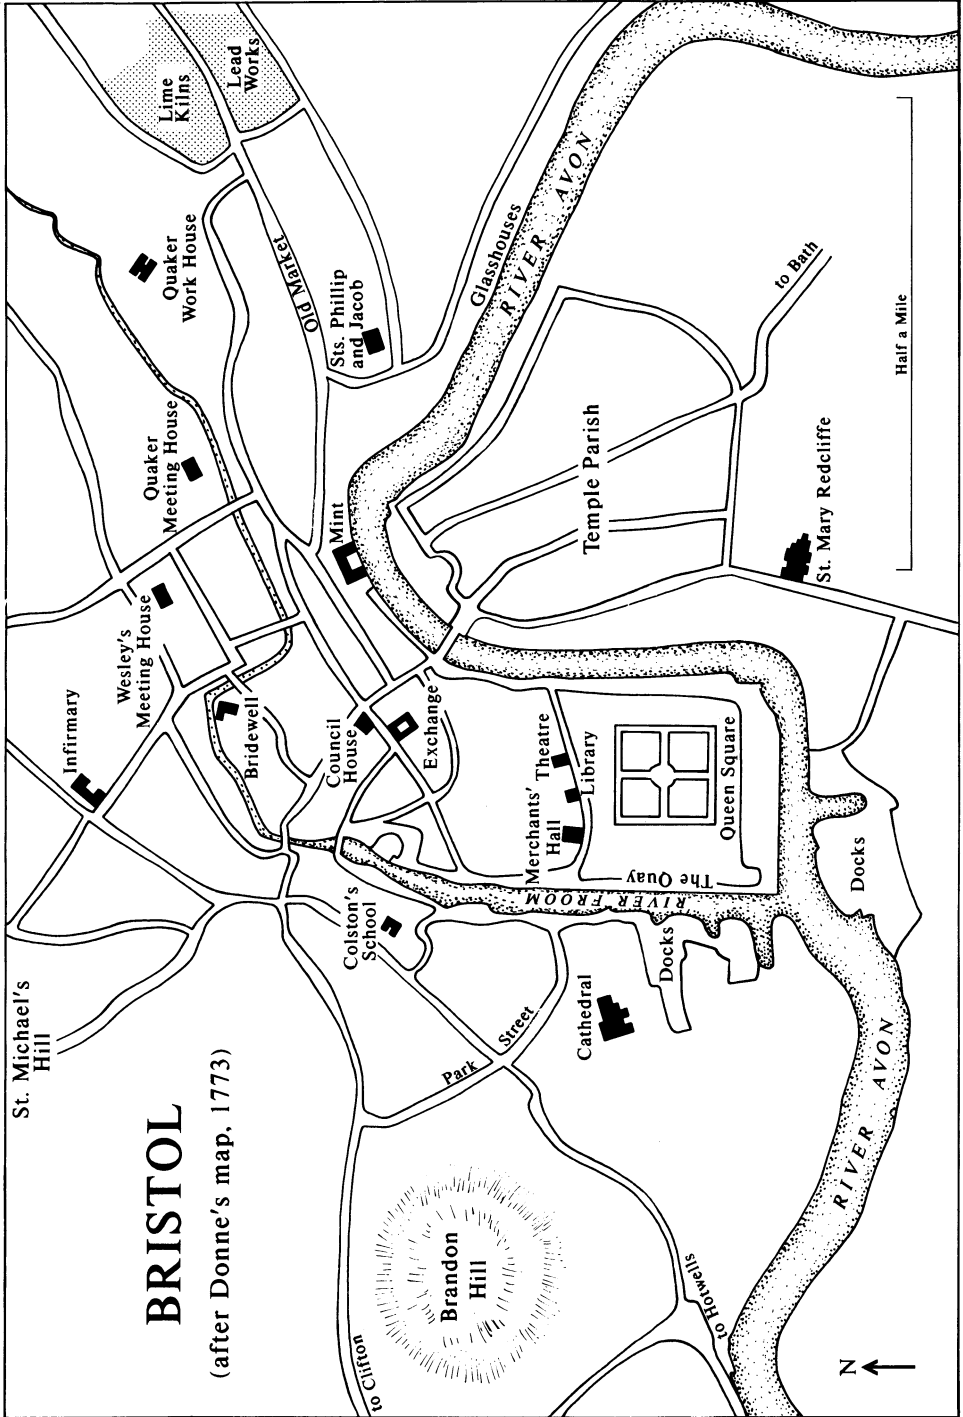 BRISTOL
(after Donne's map, 1773)
St. Michael's
Hill
Infirmary
Wesley's
Meeting House
Quaker
Meeting House
Quaker
Work House
Lime
Kilns
Lead
Works
Old Market
Sts. Phillip
and Jacob
Glasshouses
RIVER AVON
Mint
Bridewell
Council
House
Exchange
Colston's
School
to Clifton
Brandon
Hill
Park
Street
Cathedral
Docks
RIVER FROOM
The Quay
Merchants'
Hall
Theatre
Library
Queen Square
Temple Parish
to Bath
St. Mary Redcliffe
Half a Mile
Docks
RIVER AVON
to Hotwells
N